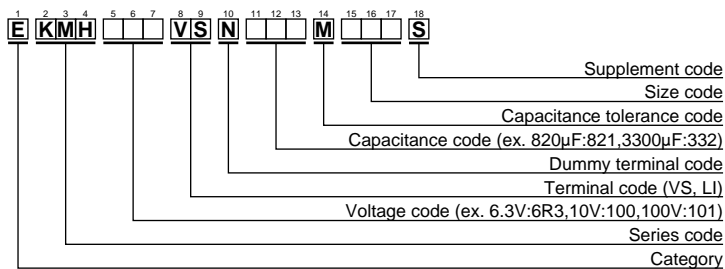 1 2 3 4 5 6 7 8 9 10 11 12 13 14 15 16 17 18
E K M H V S N M S
Supplement code
Size code
Capacitance tolerance code
Capacitance code (ex. 820μF:821,3300μF:332)
Dummy terminal code
Terminal code (VS, LI)
Voltage code (ex. 6.3V:6R3,10V:100,100V:101)
Series code
Category